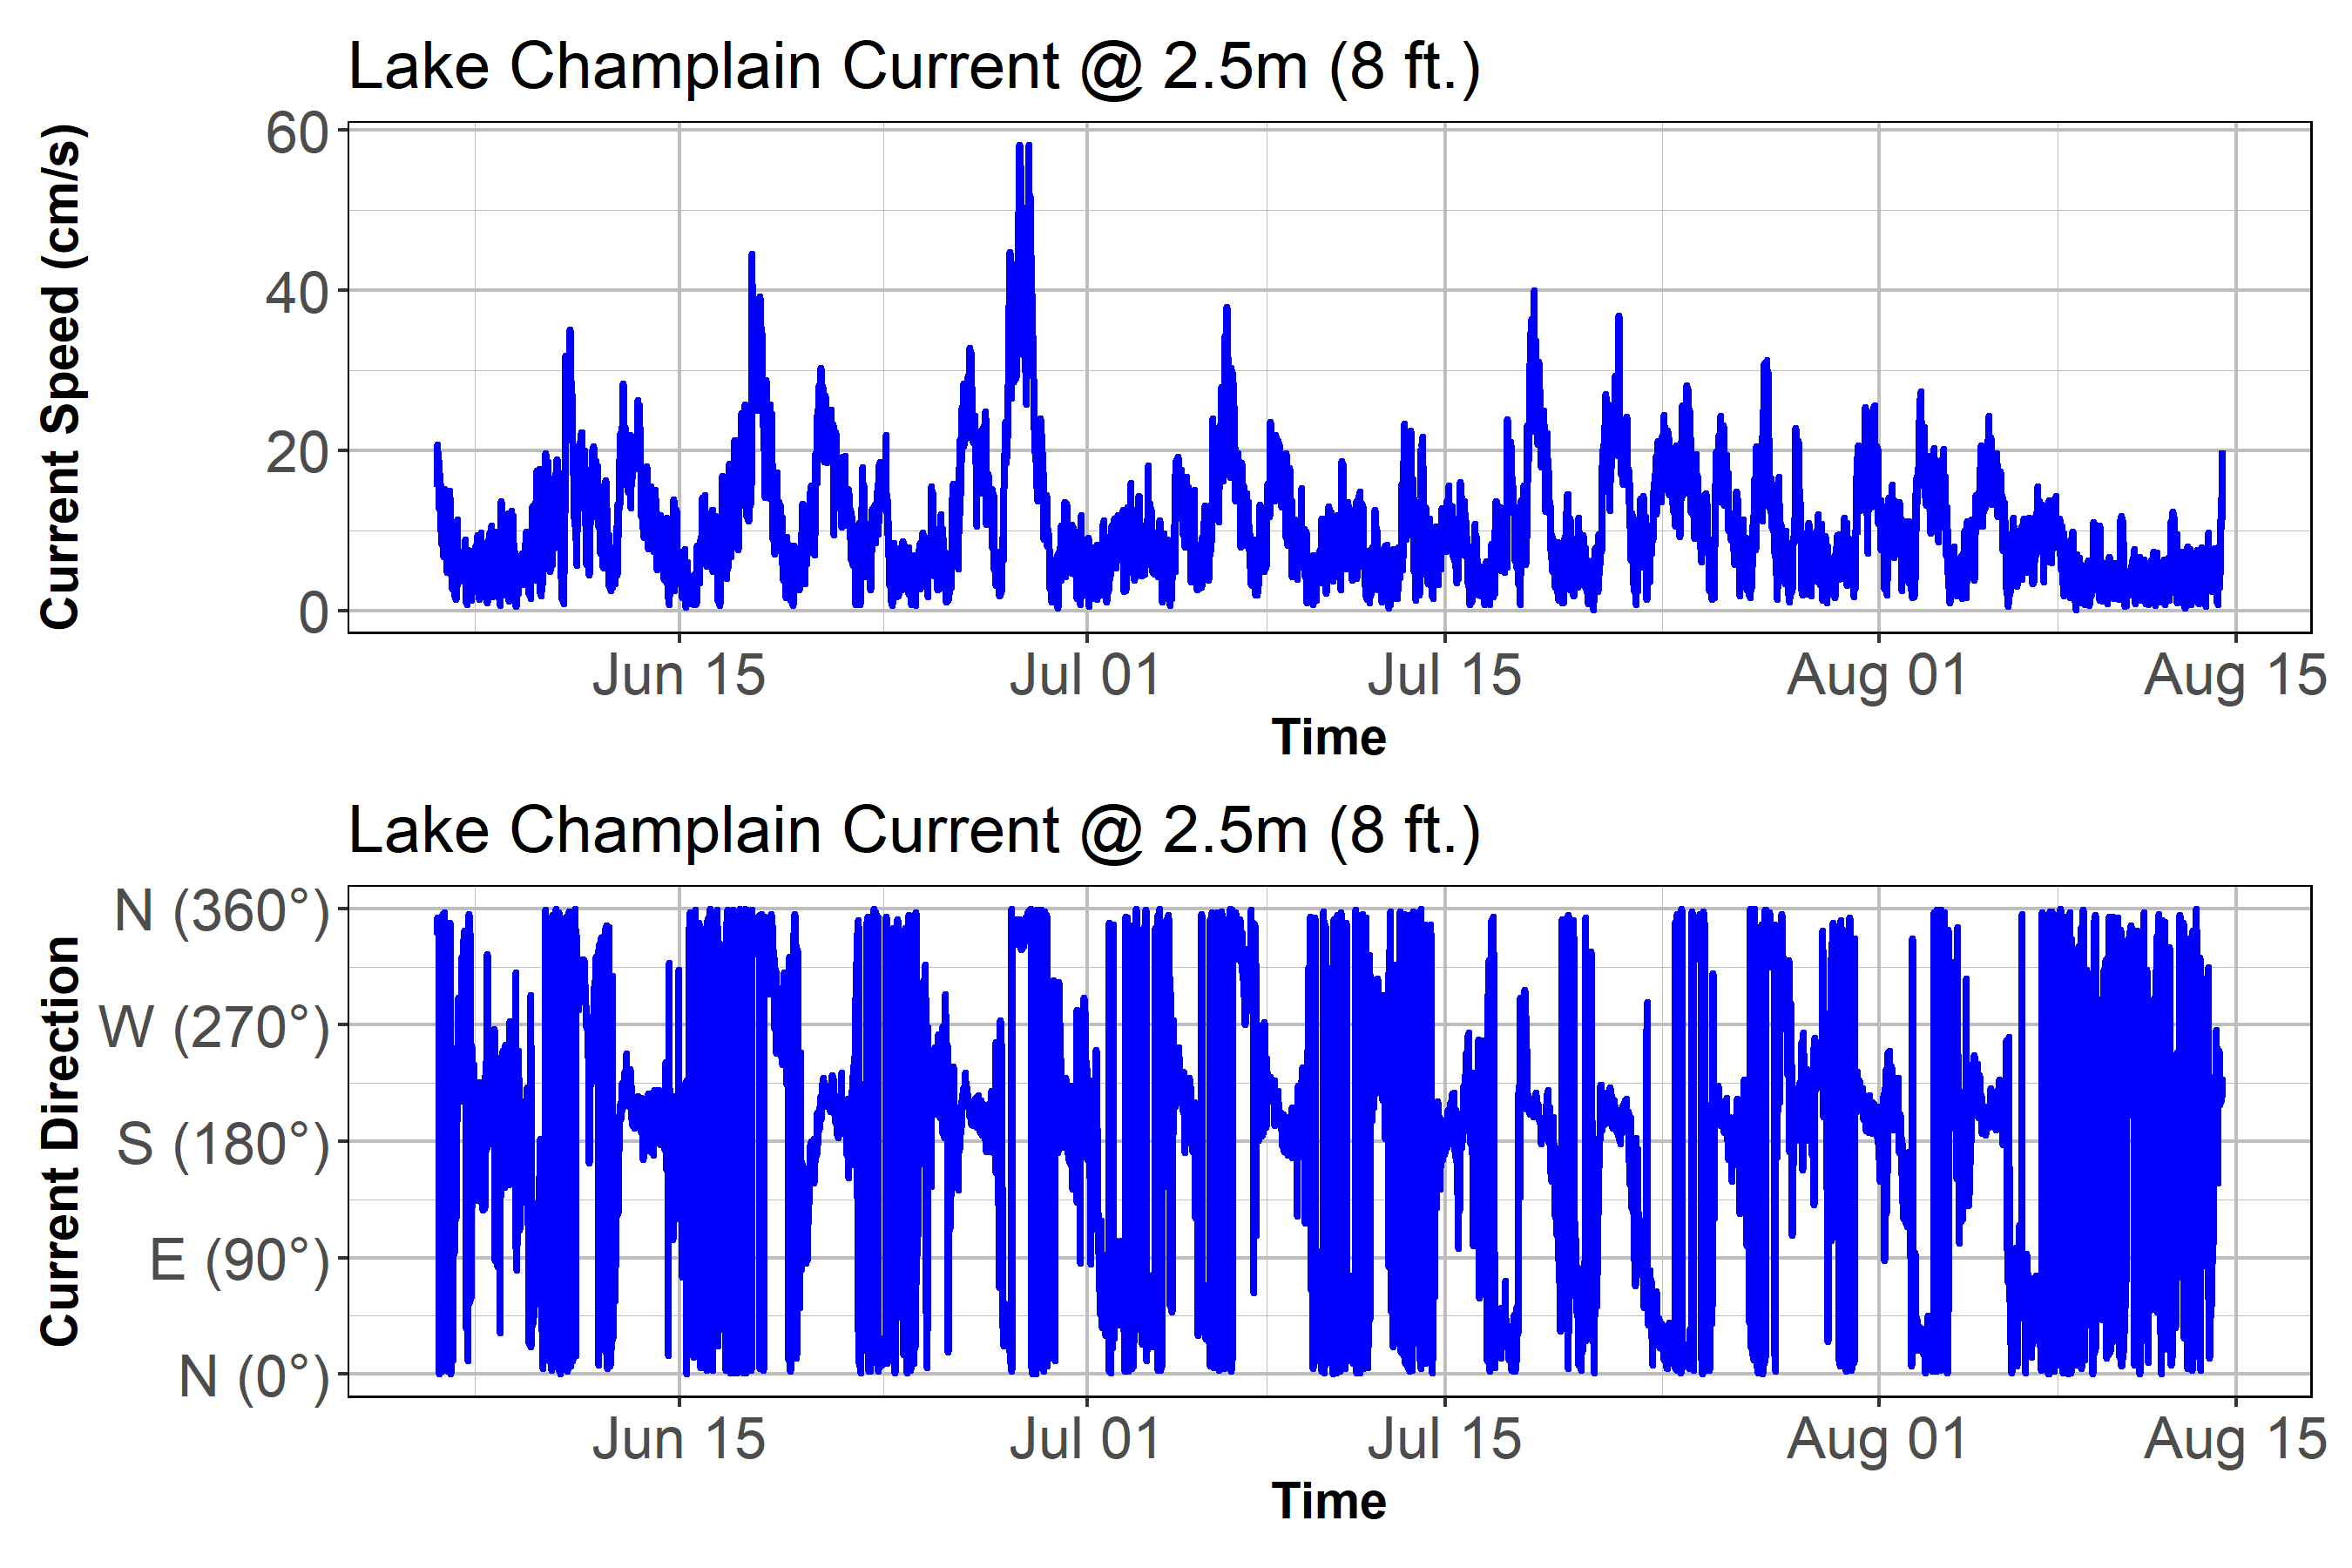 Lake Champlain Current @ 2.5m (8 ft.)
Current Speed (cm/s)
60
40
20
0
Jun 15 Jul 01 Jul 15 Aug 01 Aug 15
Time
Lake Champlain Current @ 2.5m (8 ft.)
Current Direction
N (360°)
W (270°)
S (180°)
E (90°)
N (0°)
Jun 15 Jul 01 Jul 15 Aug 01 Aug 15
Time